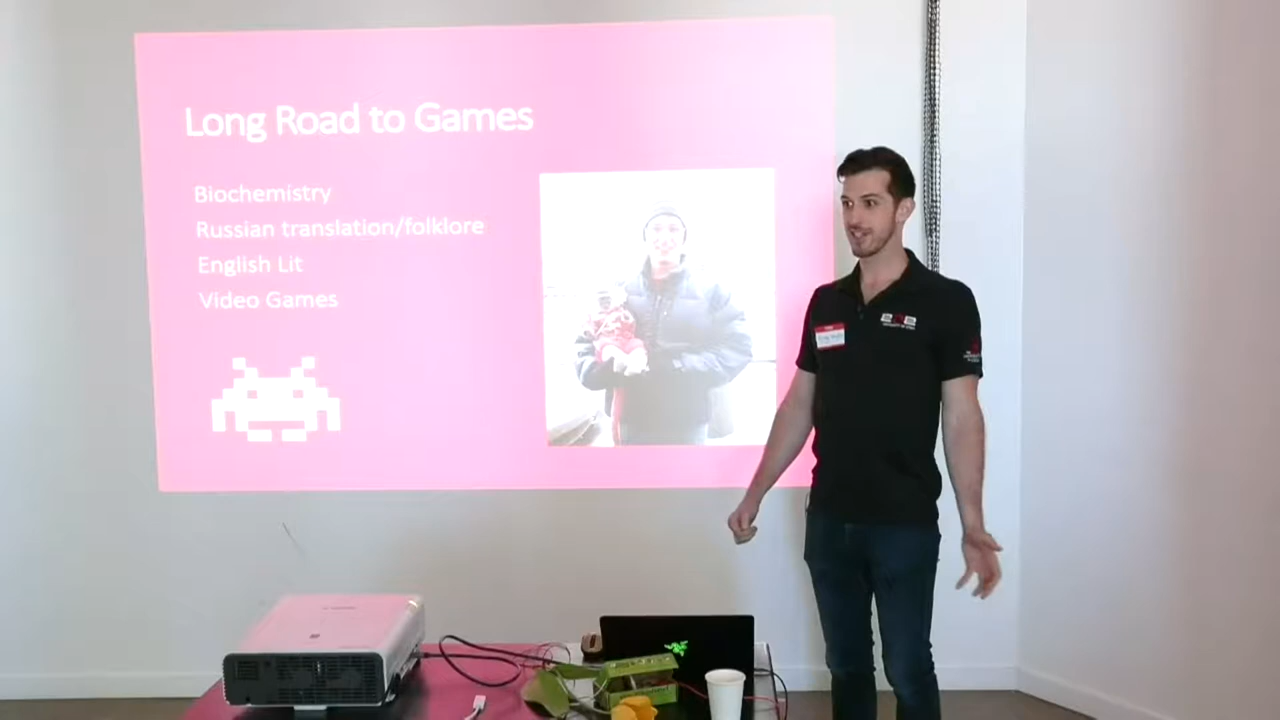 Long Road to Games
Biochemistry
Russian translation/folklore
English Lit
Video Games